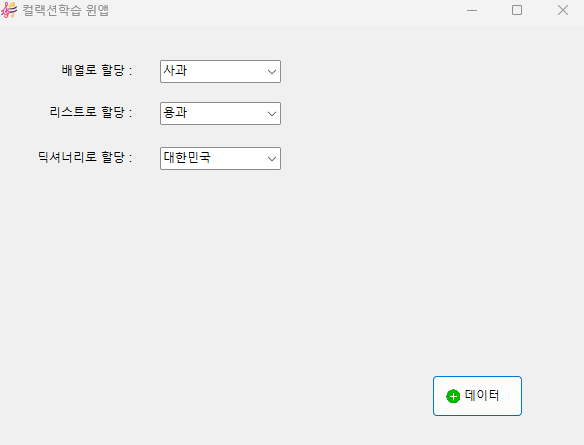 컬랙션학습 윈앱
배열로 할당 : 사과
리스트로 할당 : 용과
딕셔너리로 할당 : 대한민국
데이터